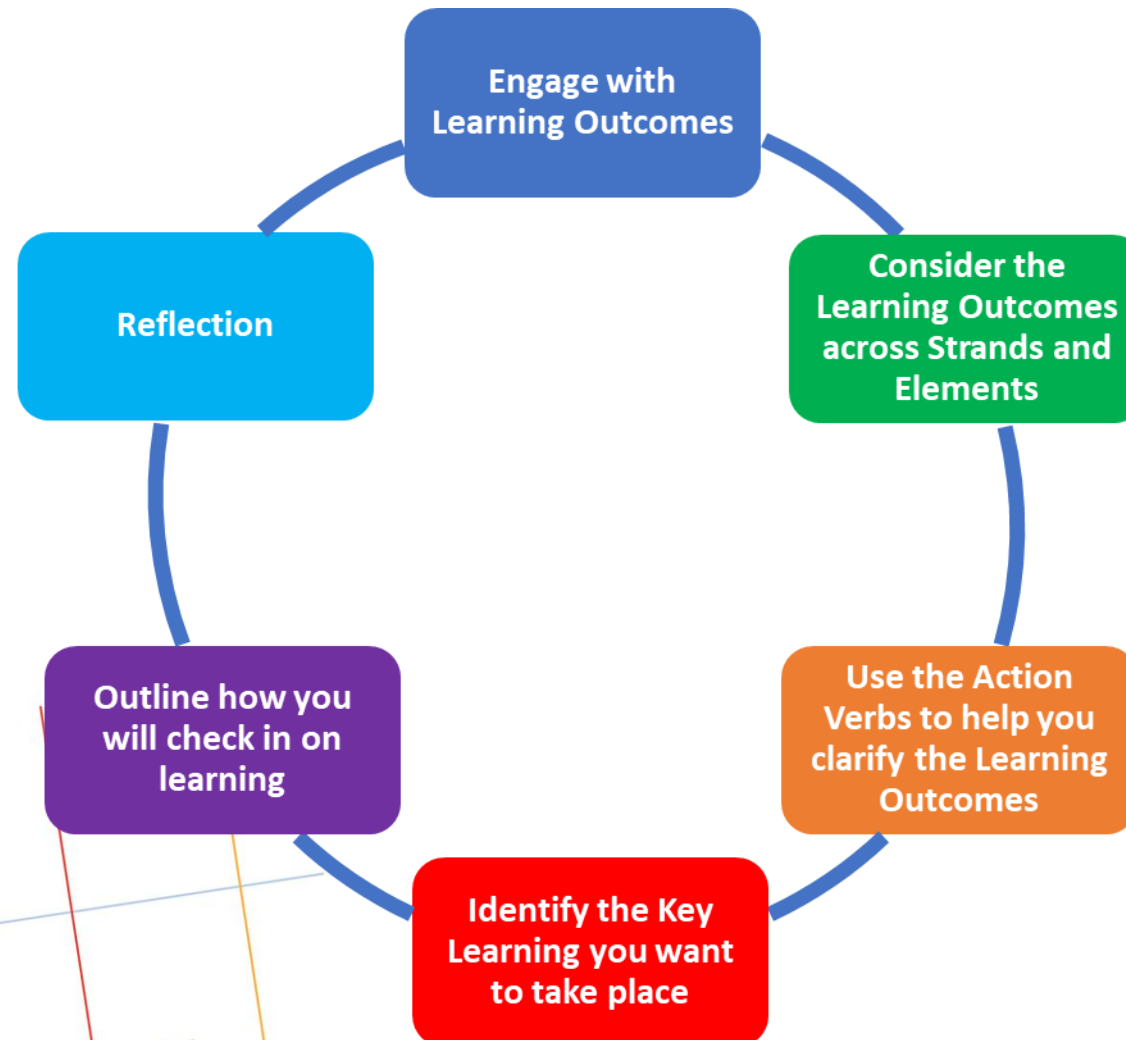 Engage with
Learning Outcomes
Consider the
Learning Outcomes
across Strands and
Elements
Use the Action
Verbs to help you
clarify the Learning
Outcomes
Identify the Key
Learning you want
to take place
Outline how you
will check in on
learning
Reflection